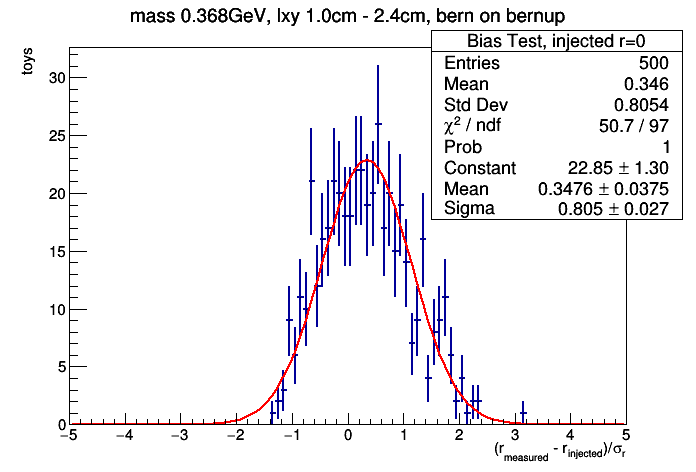 mass 0.368GeV, lxy 1.0cm - 2.4cm, bern on bernup
toys
Bias Test, injected r=0
Entries 500
Mean 0.346
Std Dev 0.8054
χ² / ndf 50.7 / 97
Prob 1
Constant 22.85 ± 1.30
Mean 0.3476 ± 0.0375
Sigma 0.805 ± 0.027
30
25
20
15
10
5
0
−5 −4 −3 −2 −1 0 1 2 3 4 5
(r_measured - r_injected)/σ_r